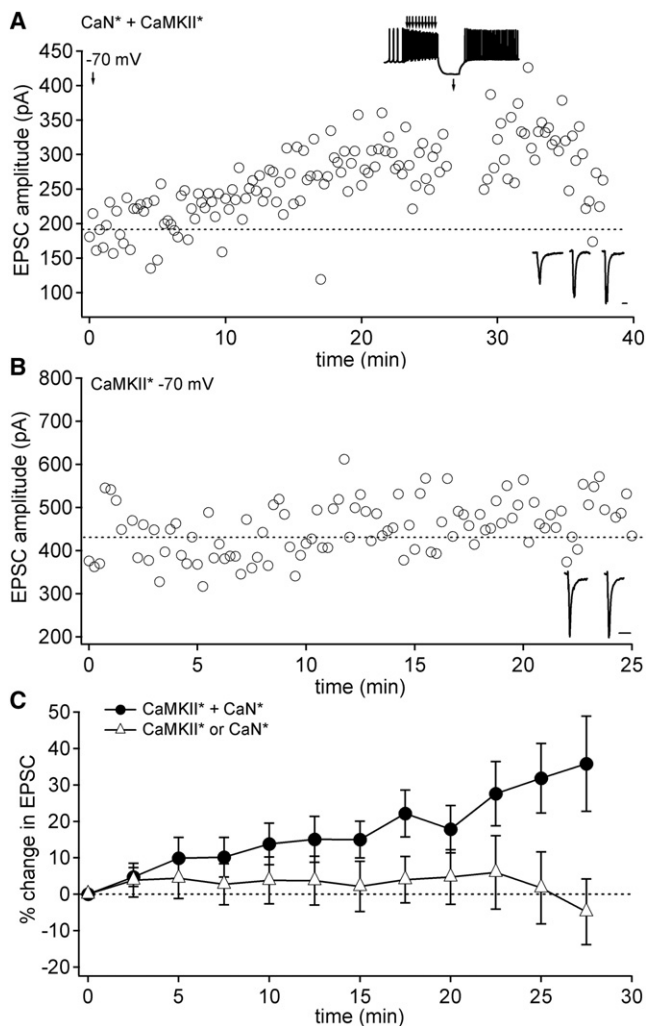 A
CaN* + CaMKII*
-70 mV
EPSC amplitude (pA)
450
400
350
300
250
200
150
100
0
10
20
30
40
time (min)
B
CaMKII* -70 mV
EPSC amplitude (pA)
800
700
600
500
400
300
200
0
5
10
15
20
25
time (min)
C
CaMKII* + CaN*
CaMKII* or CaN*
% change in EPSC
50
40
30
20
10
0
-10
-20
0
5
10
15
20
25
30
time (min)